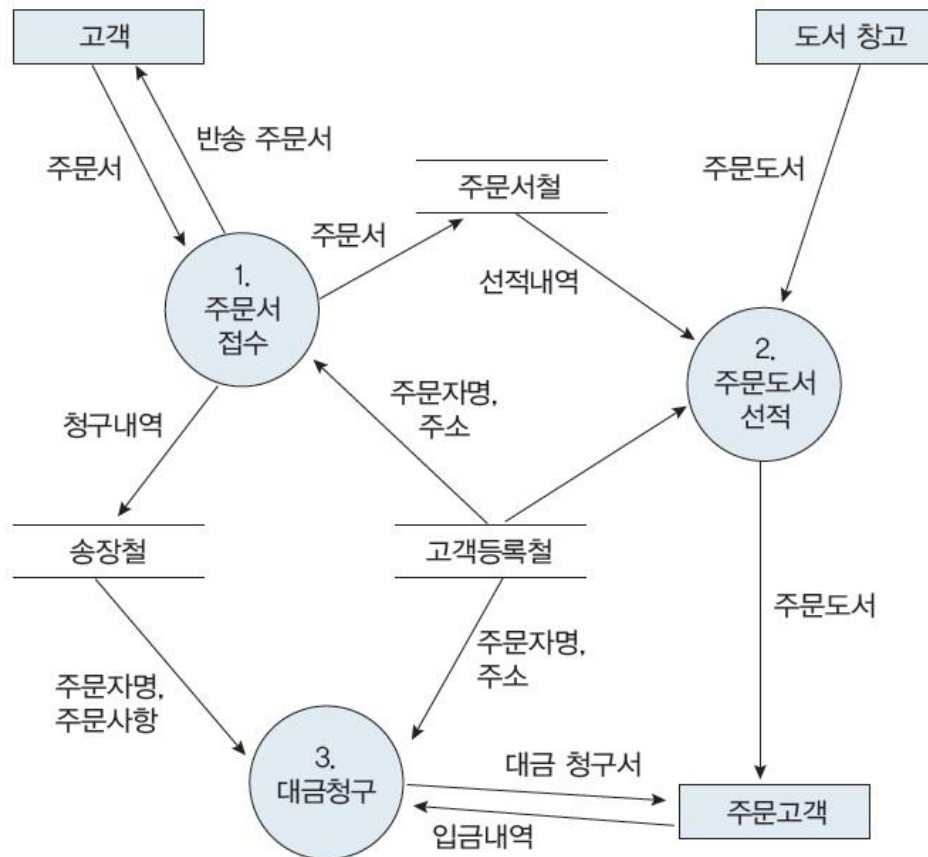 고객
도서 창고
반송 주문서
주문서
주문서철
주문도서
주문서
1.
주문서
접수
선적내역
2.
주문도서
선적
주문자명,
주소
청구내역
송장철
고객등록철
주문도서
주문자명,
주소
주문자명,
주문사항
3.
대금청구
대금 청구서
주문고객
입금내역